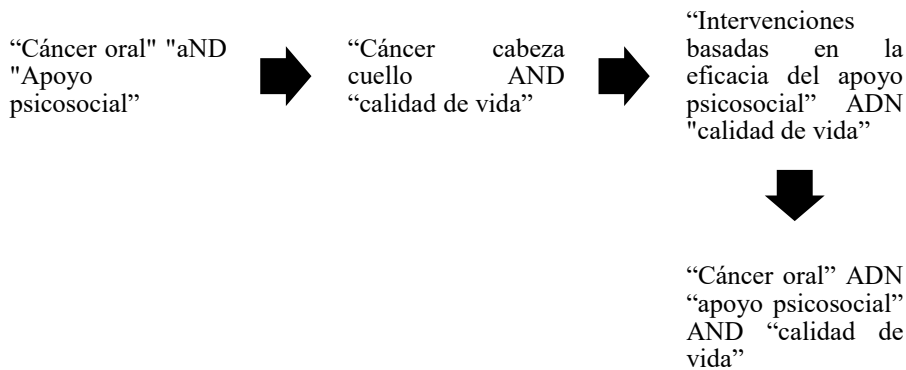 “Cáncer oral" "aND
"Apoyo
psicosocial”
“Cáncer cabeza
cuello AND
“calidad de vida”
“Intervenciones
basadas en la
eficacia del apoyo
psicosocial” ADN
"calidad de vida”
“Cáncer oral” ADN
“apoyo psicosocial”
AND “calidad de
vida”